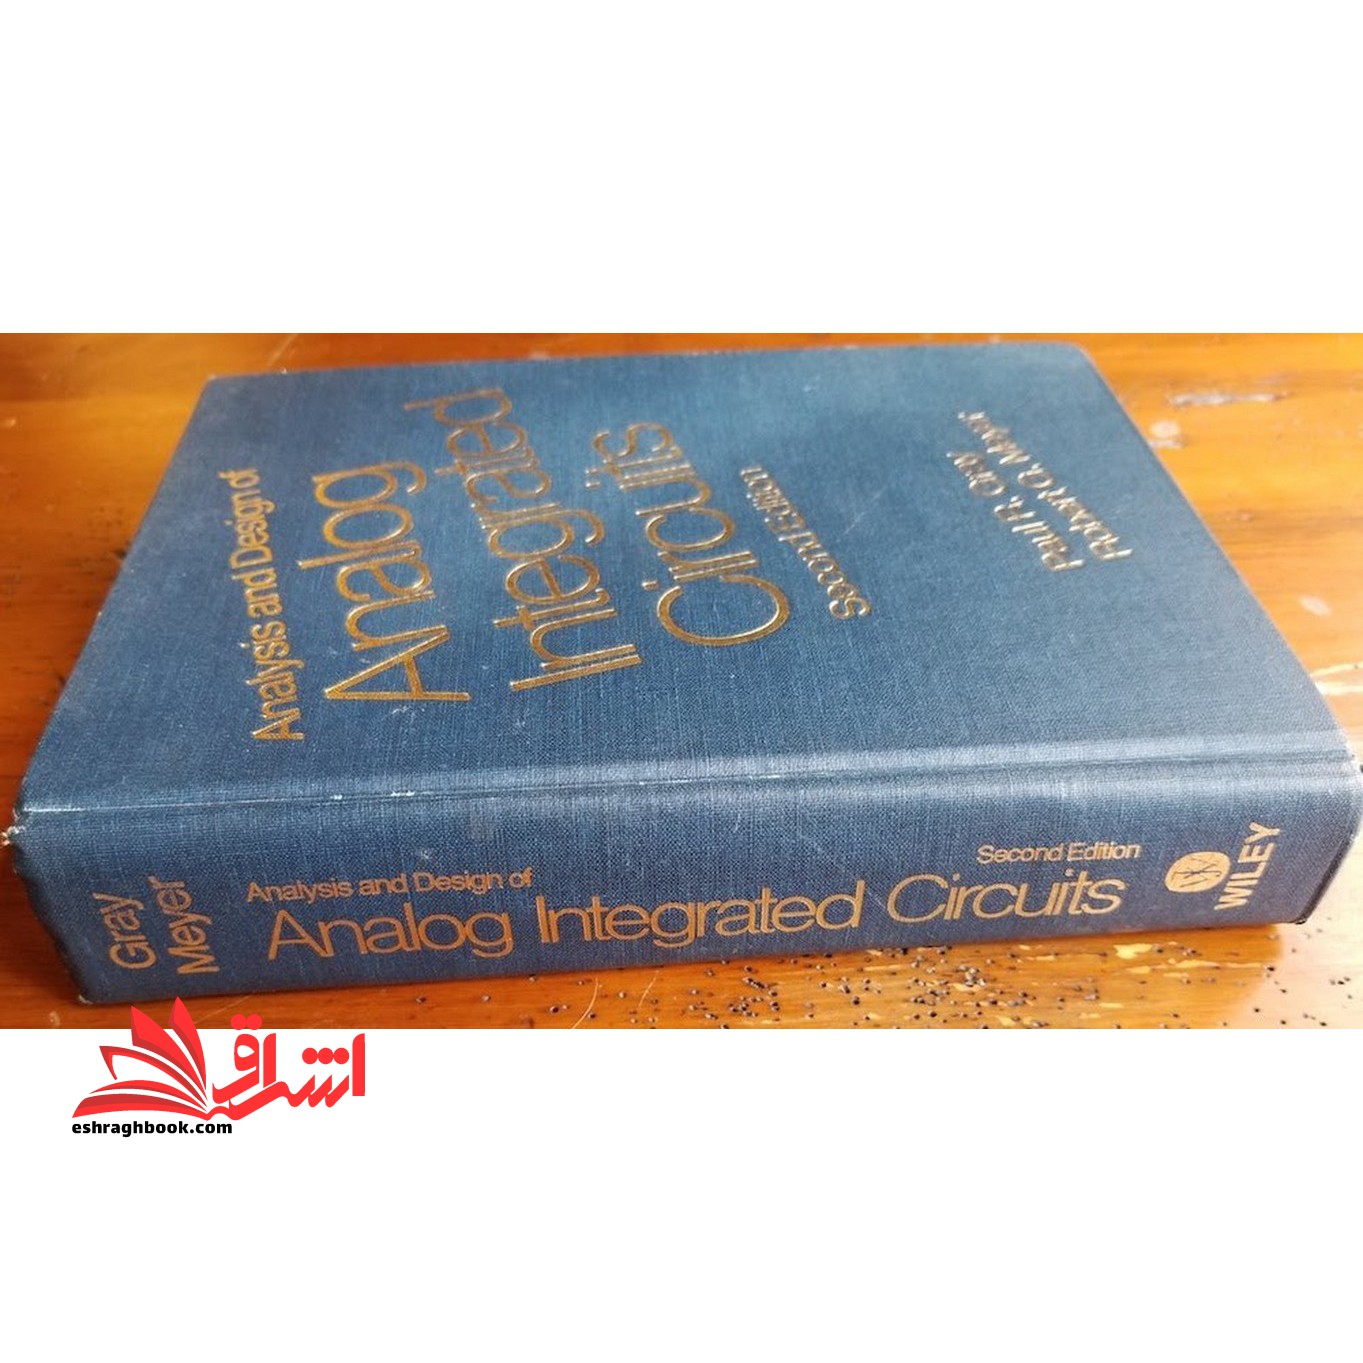 Analysis and Design of
Analog
Integrated
Circuits
Second Edition
Paul R. Gray
Robert G. Meyer
Gray
Meyer
Analysis and Design of
Analog Integrated Circuits
Second Edition
WILEY
اشراق
eshraghbook.com